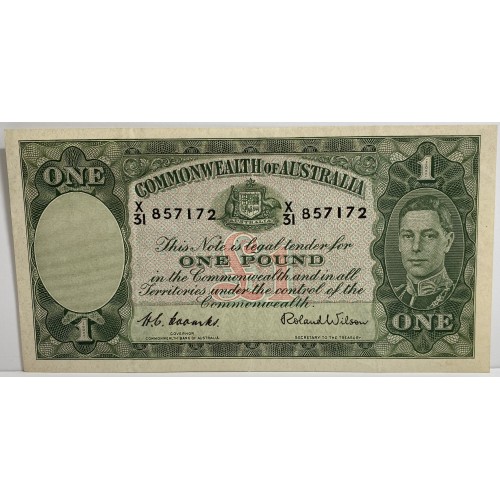 COMMONWEALTH OF AUSTRALIA
ONE
1
X/31 857172
X/31 857172
AUSTRALIA
This Note is legal tender for
ONE POUND
in the Commonwealth and in all
Territories under the control of the
Commonwealth.
£1
H.C. Coombs.
Roland Wilson
GOVERNOR
COMMONWEALTH BANK OF AUSTRALIA
SECRETARY TO THE TREASURY
1
ONE